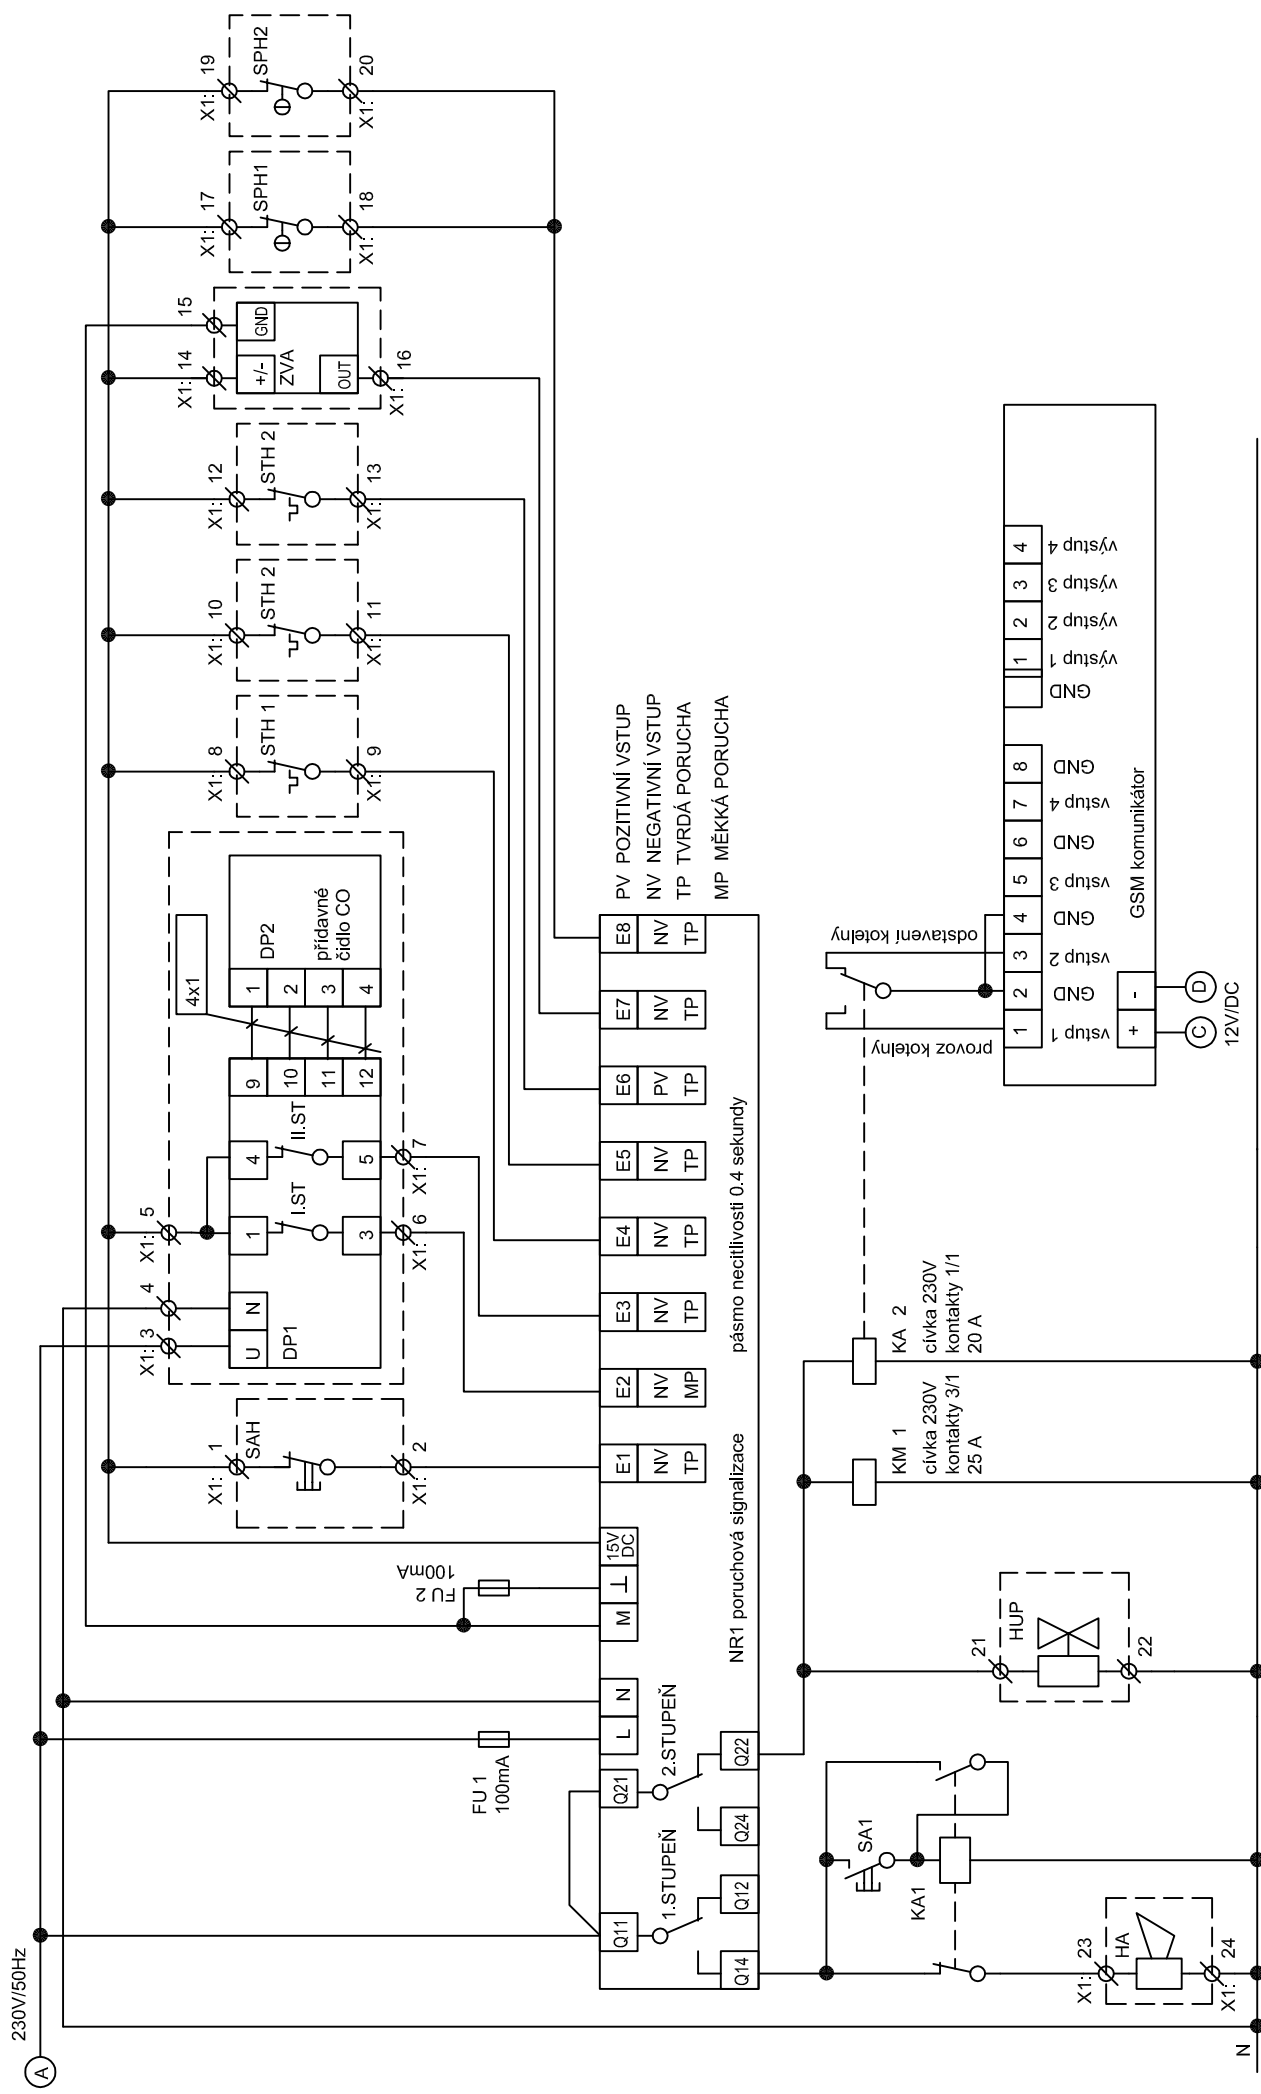 230V/50Hz
A
N
X1:
1
SAH
X1:
2
X1:
3
4
X1:
5
U
N
DP1
1
I.ST
3
4
II.ST
5
X1:
6
X1:
7
9
10
11
12
4x1
1
2
3
4
DP2
přídavné
čidlo CO
X1:
8
STH 1
X1:
9
X1:
10
STH 2
X1:
11
X1:
12
STH 2
X1:
13
X1:
14
15
+/-
GND
ZVA
OUT
X1:
16
X1:
17
SPH1
X1:
18
X1:
19
SPH2
X1:
20
FU 1
100mA
FU 2
100mA
Q11
Q21
L
N
M
⊥
15V
DC
E1
NV
TP
E2
NV
MP
E3
NV
TP
E4
NV
TP
E5
NV
TP
E6
PV
TP
E7
NV
TP
E8
NV
TP
PV POZITIVNÍ VSTUP
NV NEGATIVNÍ VSTUP
TP TVRDÁ PORUCHA
MP MĚKKÁ PORUCHA
1.STUPEŇ
2.STUPEŇ
Q14
Q12
Q24
Q22
NR1 poruchová signalizace
pásmo necitlivosti 0.4 sekundy
SA1
KA1
X1:
23
HA
X1:
24
21
HUP
22
KM 1
cívka 230V
kontakty 3/1
25 A
KA 2
cívka 230V
kontakty 1/1
20 A
provoz kotelny
odstavení kotelny
1
2
3
4
5
6
7
8
vstup 1
GND
vstup 2
GND
vstup 3
GND
vstup 4
GND
1
2
3
4
GND
výstup 1
výstup 2
výstup 3
výstup 4
GSM komunikátor
+
-
C
D
12V/DC
N